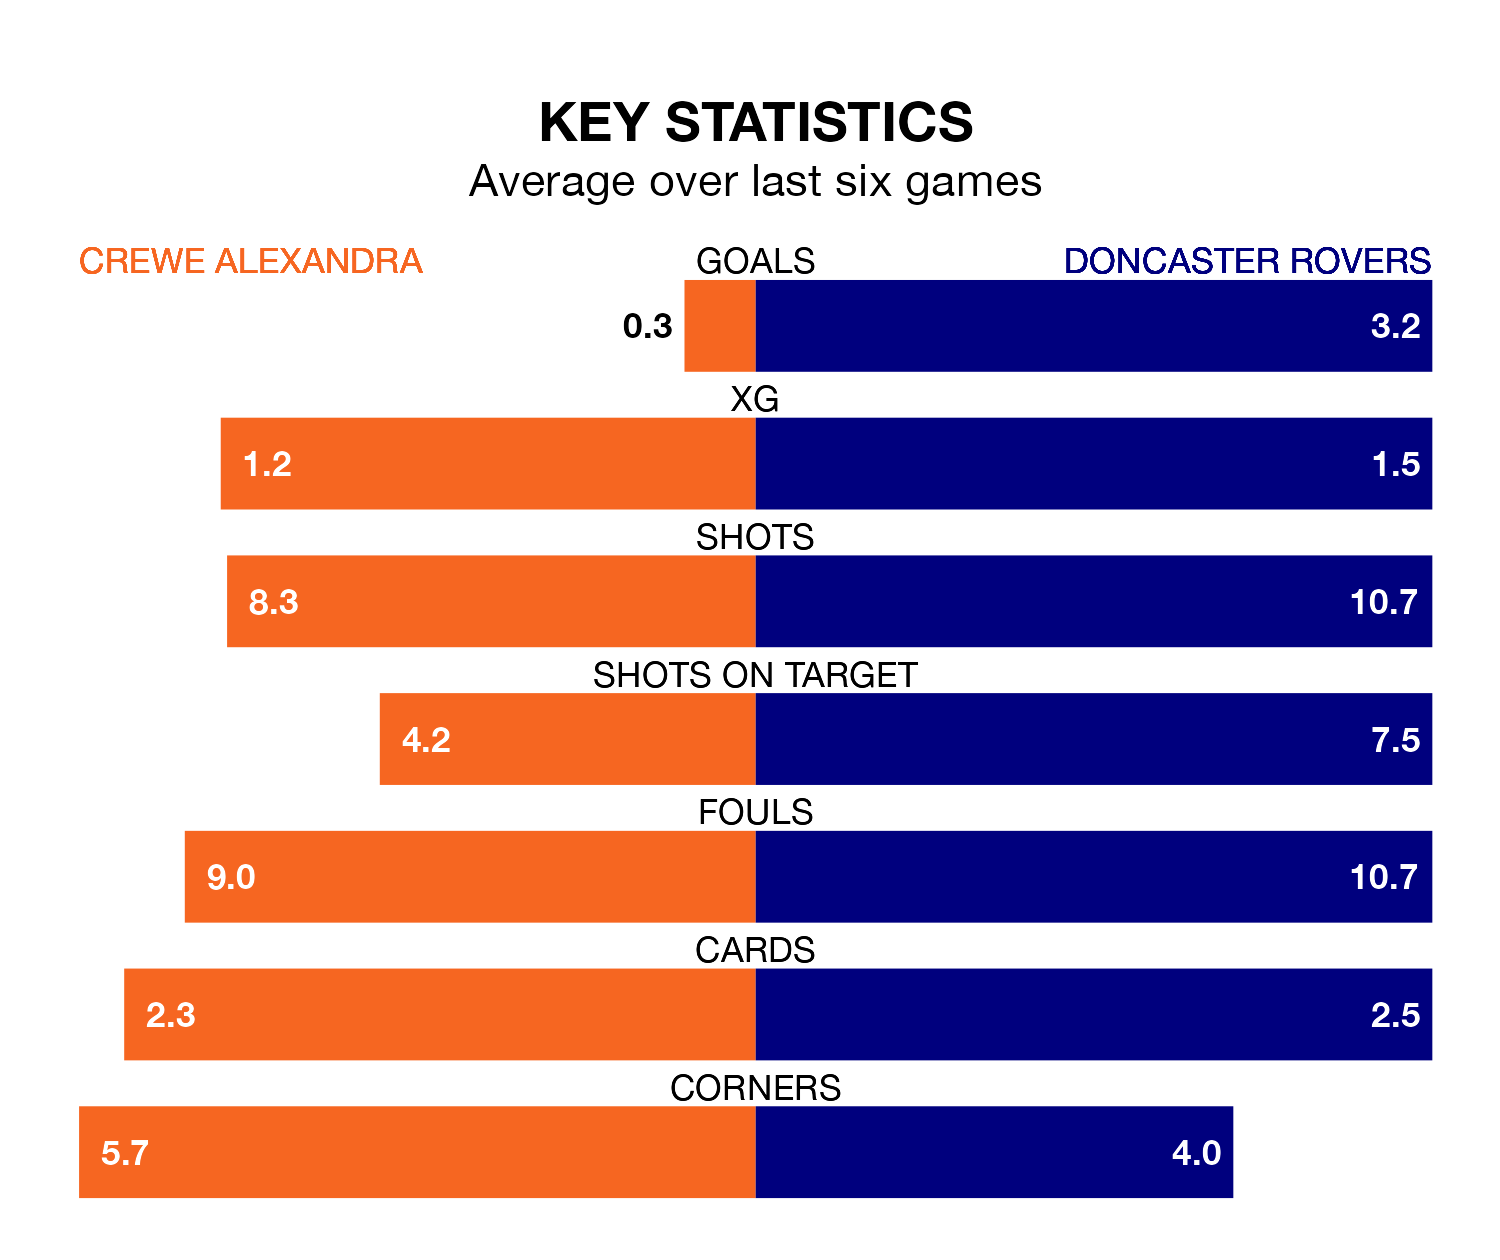 KEY STATISTICS
Average over last six games
CREWE ALEXANDRA GOALS DONCASTER ROVERS
0.3 3.2
XG
1.2 1.5
SHOTS
8.3 10.7
SHOTS ON TARGET
4.2 7.5
FOULS
9.0 10.7
CARDS
2.3 2.5
CORNERS
5.7 4.0